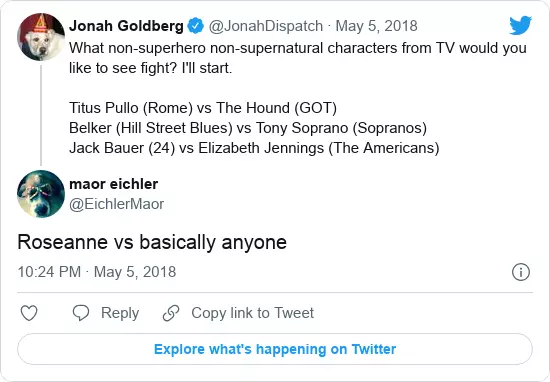 Jonah Goldberg @JonahDispatch · May 5, 2018
What non-superhero non-supernatural characters from TV would you
like to see fight? I'll start.
Titus Pullo (Rome) vs The Hound (GOT)
Belker (Hill Street Blues) vs Tony Soprano (Sopranos)
Jack Bauer (24) vs Elizabeth Jennings (The Americans)
maor eichler
@EichlerMaor
Roseanne vs basically anyone
10:24 PM · May 5, 2018
Reply Copy link to Tweet
Explore what's happening on Twitter